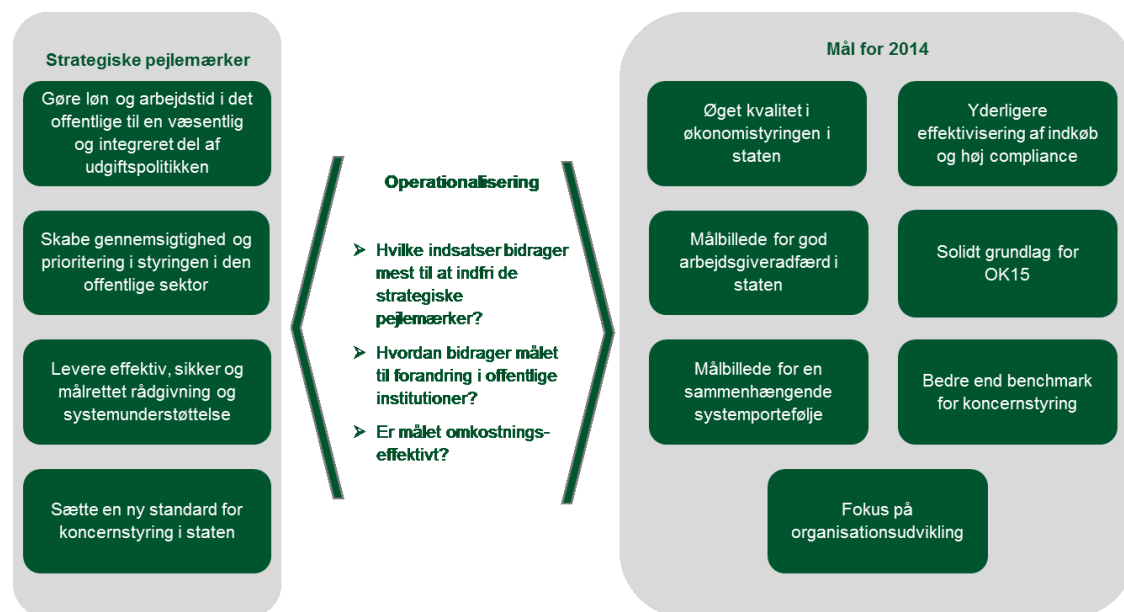 Strategiske pejlemærker
Gøre løn og arbejdstid i det
offentlige til en væsentlig
og integreret del af
udgiftspolitikken
Skabe gennemsigtighed og
prioritering i styringen i den
offentlige sektor
Levere effektiv, sikker og
målrettet rådgivning og
systemunderstøttelse
Sætte en ny standard for
koncernstyring i staten
Operationalisering
➢ Hvilke indsatser bidrager
mest til at indfri de
strategiske
pejlemærker?
➢ Hvordan bidrager målet
til forandring i offentlige
institutioner?
➢ Er målet omkostnings-
effektivt?
Mål for 2014
Øget kvalitet i
økonomistyringen i
staten
Yderligere
effektivisering af indkøb
og høj compliance
Målbillede for god
arbejdsgiveradfærd i
staten
Solidt grundlag for
OK15
Målbillede for en
sammenhængende
systemportefølje
Bedre end benchmark
for koncernstyring
Fokus på
organisationsudvikling